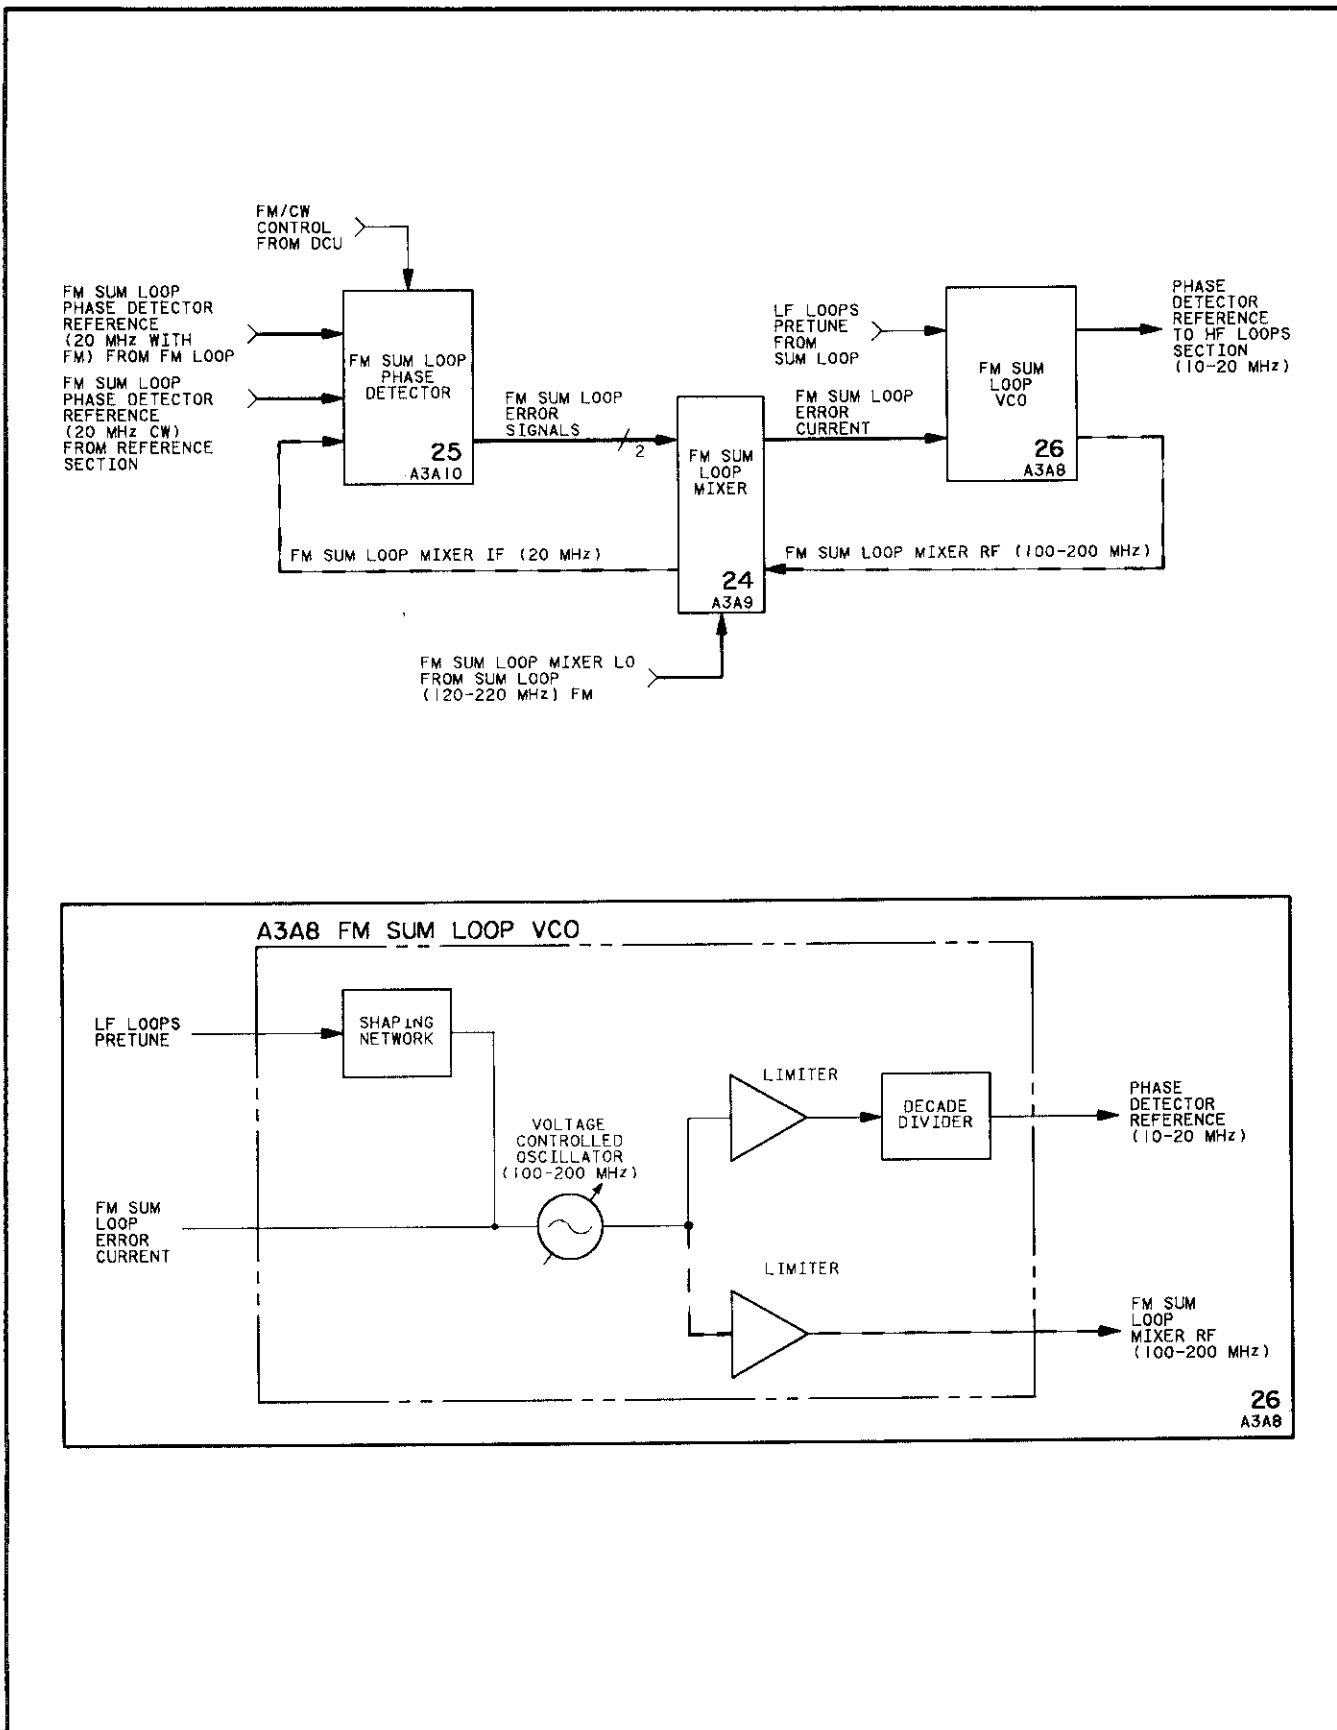 FM/CW
CONTROL
FROM DCU
FM SUM LOOP
PHASE DETECTOR
REFERENCE
(20 MHz WITH
FM) FROM FM LOOP
FM SUM LOOP
PHASE DETECTOR
REFERENCE
(20 MHz CW)
FROM REFERENCE
SECTION
FM SUM LOOP
PHASE
DETECTOR
25
A3A10
FM SUM LOOP
ERROR
SIGNALS
2
FM SUM
LOOP
MIXER
24
A3A9
FM SUM LOOP
ERROR
CURRENT
LF LOOPS
PRETUNE
FROM
SUM LOOP
FM SUM
LOOP
VCO
26
A3A8
PHASE
DETECTOR
REFERENCE
TO HF LOOPS
SECTION
(10-20 MHz)
FM SUM LOOP MIXER IF (20 MHz)
FM SUM LOOP MIXER RF (100-200 MHz)
FM SUM LOOP MIXER LO
FROM SUM LOOP
(120-220 MHz) FM
A3A8 FM SUM LOOP VCO
LF LOOPS
PRETUNE
SHAPING
NETWORK
VOLTAGE
CONTROLLED
OSCILLATOR
(100-200 MHz)
LIMITER
DECADE
DIVIDER
PHASE
DETECTOR
REFERENCE
(10-20 MHz)
FM SUM
LOOP
ERROR
CURRENT
LIMITER
FM SUM
LOOP
MIXER RF
(100-200 MHz)
26
A3A8